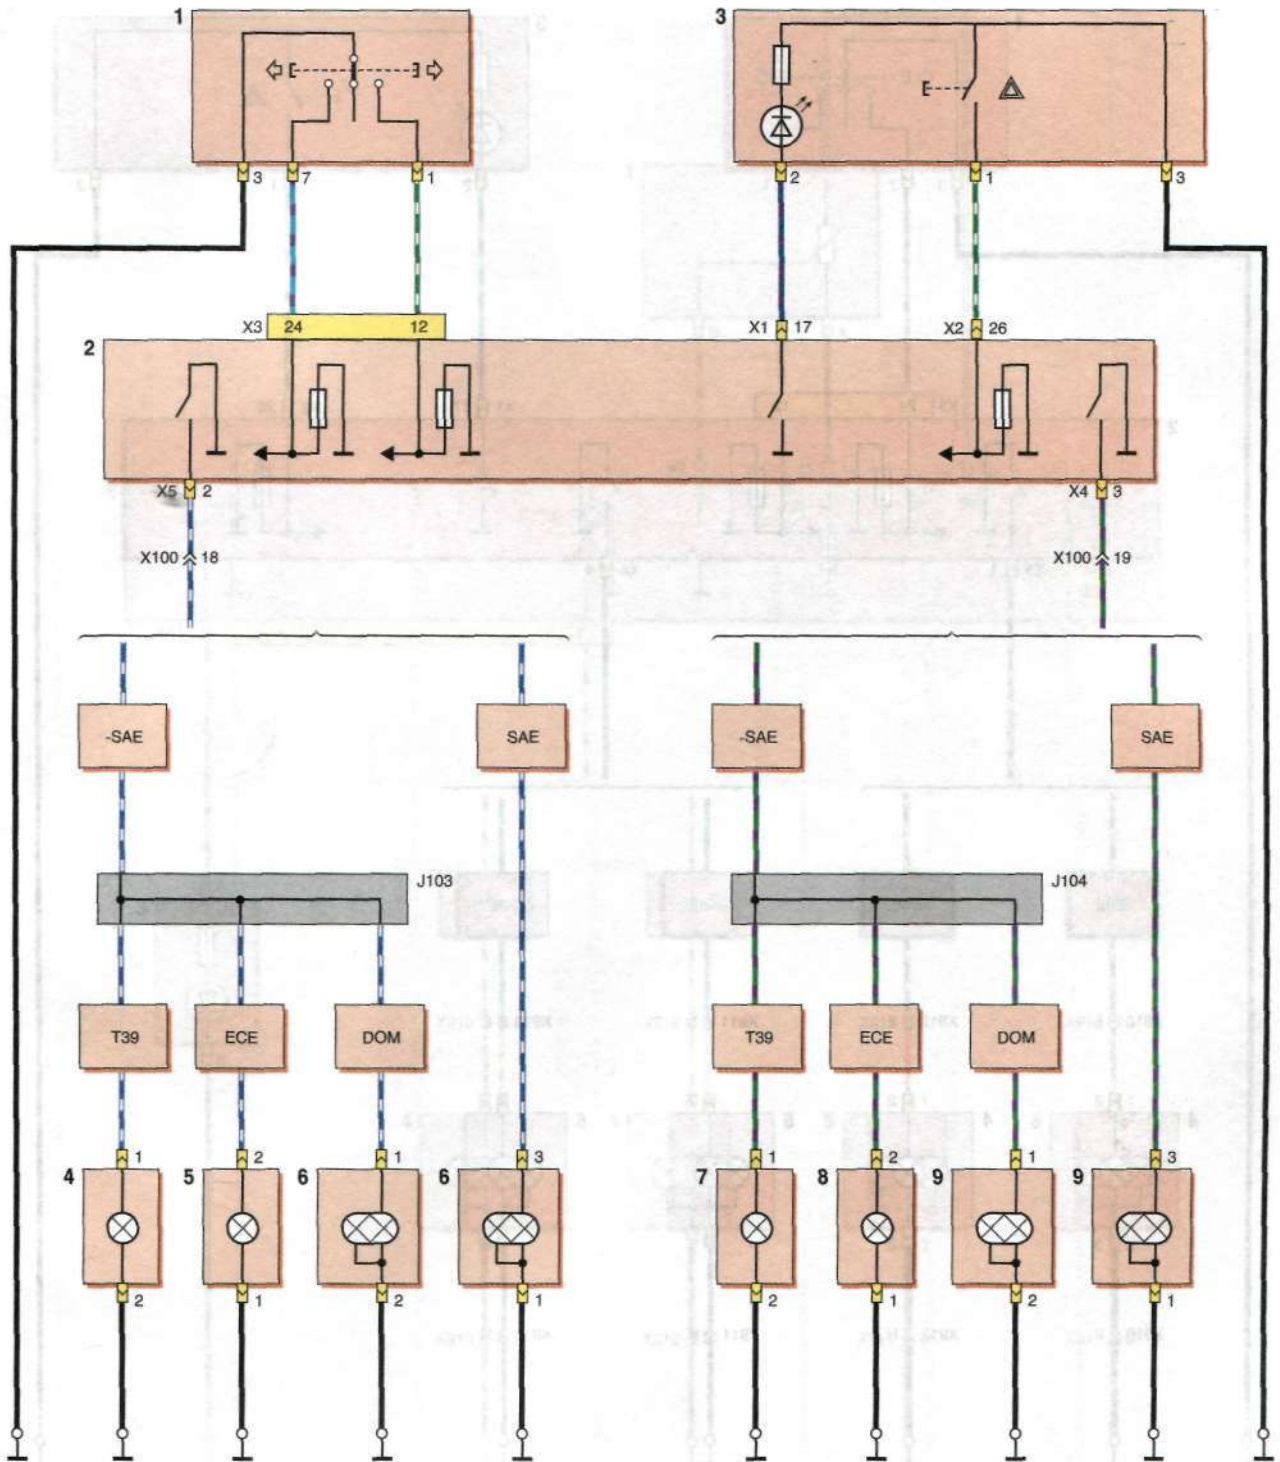 1 3
3 7 1 2 1 3
X3 24 12 X1 17 X2 26
2
X5 2 X4 3
X100 18 X100 19
-SAE SAE -SAE SAE
J103 J104
T39 ECE DOM T39 ECE DOM
1 2 1 3 1 2 1 3
4 5 6 6 7 8 9 9
2 1 2 1 2 1 2 1